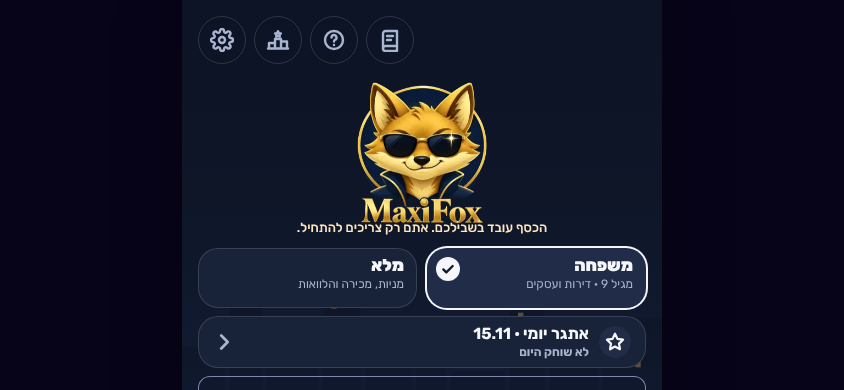 MaxiFox
הכסף עובד בשבילכם. אתם רק צריכים להתחיל.
משפחה
מגיל 9 • דירות ועסקים
מלא
מניות, מכירה והלוואות
אתגר יומי • 15.11
לא שוחק היום